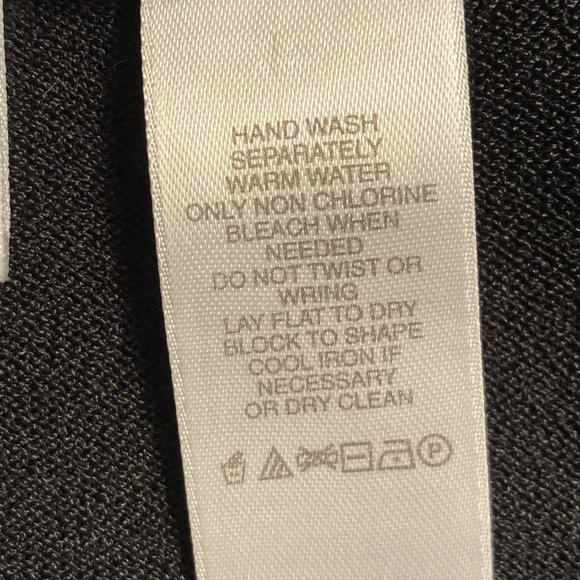 HAND WASH
SEPARATELY
WARM WATER
ONLY NON CHLORINE
BLEACH WHEN
NEEDED
DO NOT TWIST OR
WRING
LAY FLAT TO DRY
BLOCK TO SHAPE
COOL IRON IF
NECESSARY
OR DRY CLEAN
P